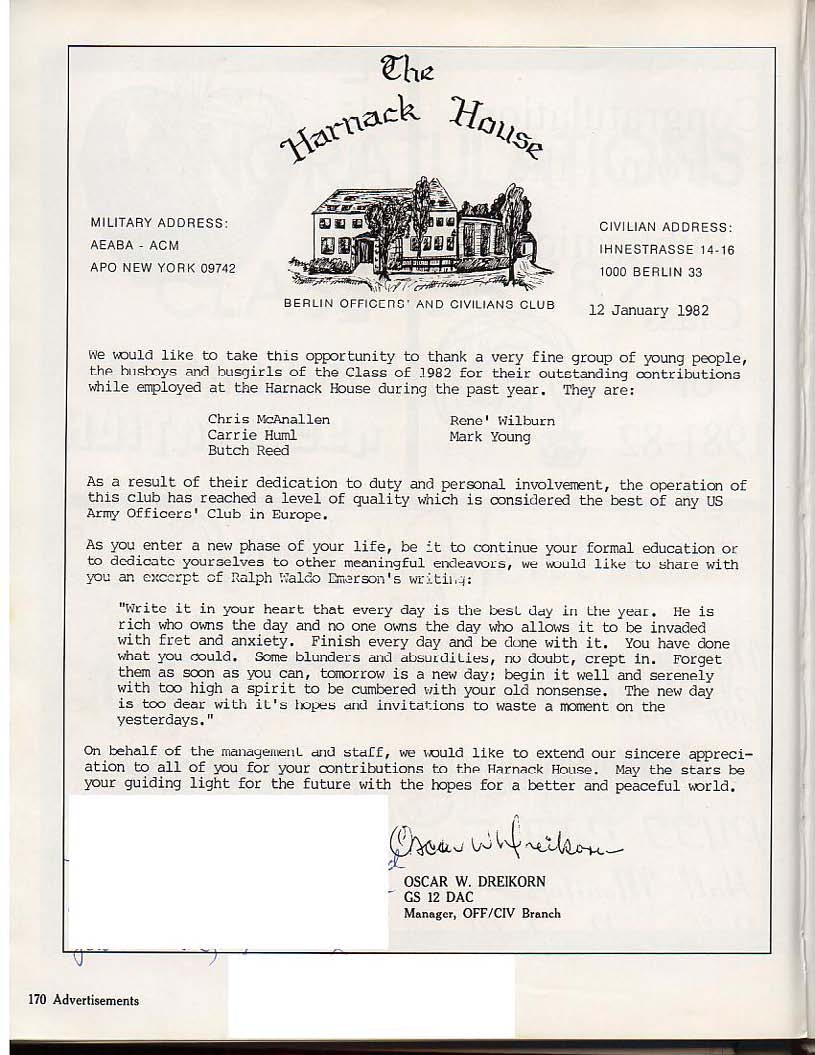 The
Harnack House
MILITARY ADDRESS:
AEABA - ACM
APO NEW YORK 09742
CIVILIAN ADDRESS:
IHNESTRASSE 14-16
1000 BERLIN 33
BERLIN OFFICERS' AND CIVILIANS CLUB
12 January 1982
We would like to take this opportunity to thank a very fine group of young people,
the busboys and busgirls of the Class of 1982 for their outstanding contributions
while employed at the Harnack House during the past year. They are:
Chris McAnallen Rene' Wilburn
Carrie Huml Mark Young
Butch Reed
As a result of their dedication to duty and personal involvement, the operation of
this club has reached a level of quality which is considered the best of any US
Army Officers' Club in Europe.
As you enter a new phase of your life, be it to continue your formal education or
to dedicate yourselves to other meaningful endeavors, we would like to share with
you an excerpt of Ralph Waldo Emerson's writing:
"Write it in your heart that every day is the best day in the year. He is
rich who owns the day and no one owns the day who allows it to be invaded
with fret and anxiety. Finish every day and be done with it. You have done
what you could. Some blunders and absurdities, no doubt, crept in. Forget
them as soon as you can, tomorrow is a new day; begin it well and serenely
with too high a spirit to be cumbered with your old nonsense. The new day
is too dear with it's hopes and invitations to waste a moment on the
yesterdays."
On behalf of the management and staff, we would like to extend our sincere appreci-
ation to all of you for your contributions to the Harnack House. May the stars be
your guiding light for the future with the hopes for a better and peaceful world.
Oscar W Dreikorn
OSCAR W. DREIKORN
GS 12 DAC
Manager, OFF/CIV Branch
170 Advertisements